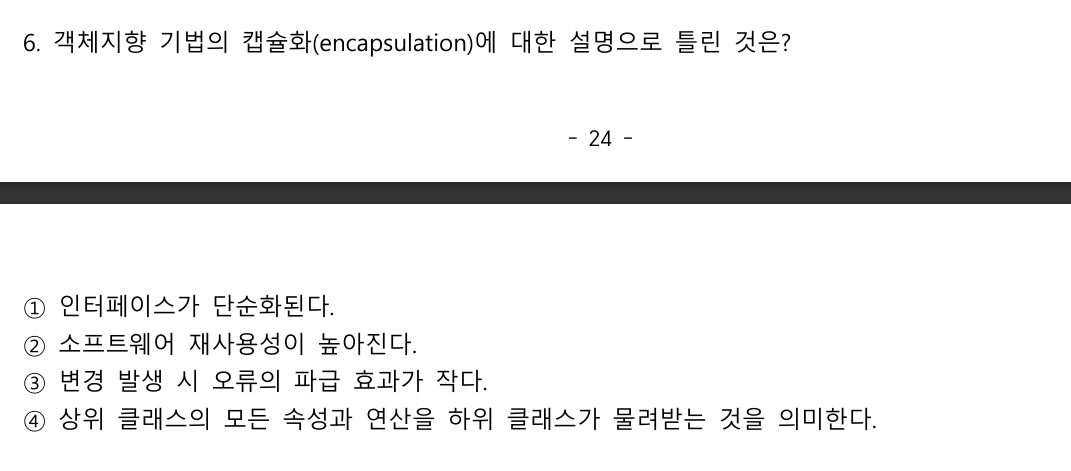 6. 객체지향 기법의 캡슐화(encapsulation)에 대한 설명으로 틀린 것은?
- 24 -
① 인터페이스가 단순화된다.
② 소프트웨어 재사용성이 높아진다.
③ 변경 발생 시 오류의 파급 효과가 작다.
④ 상위 클래스의 모든 속성과 연산을 하위 클래스가 물려받는 것을 의미한다.